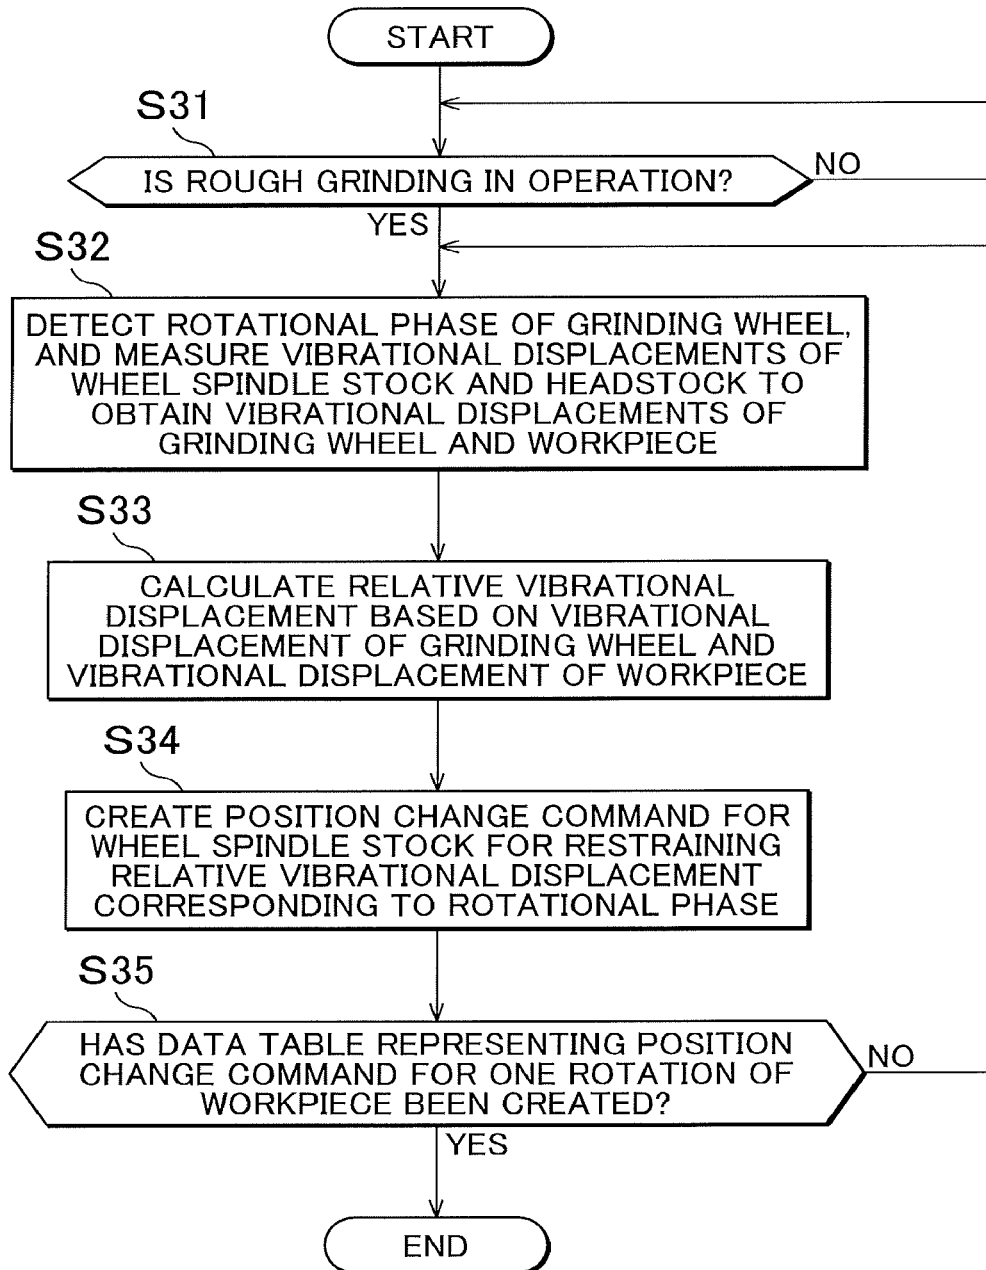 START
S31
IS ROUGH GRINDING IN OPERATION?
NO
YES
S32
DETECT ROTATIONAL PHASE OF GRINDING WHEEL,
AND MEASURE VIBRATIONAL DISPLACEMENTS OF
WHEEL SPINDLE STOCK AND HEADSTOCK TO
OBTAIN VIBRATIONAL DISPLACEMENTS OF
GRINDING WHEEL AND WORKPIECE
S33
CALCULATE RELATIVE VIBRATIONAL
DISPLACEMENT BASED ON VIBRATIONAL
DISPLACEMENT OF GRINDING WHEEL AND
VIBRATIONAL DISPLACEMENT OF WORKPIECE
S34
CREATE POSITION CHANGE COMMAND FOR
WHEEL SPINDLE STOCK FOR RESTRAINING
RELATIVE VIBRATIONAL DISPLACEMENT
CORRESPONDING TO ROTATIONAL PHASE
S35
HAS DATA TABLE REPRESENTING POSITION
CHANGE COMMAND FOR ONE ROTATION OF
WORKPIECE BEEN CREATED?
NO
YES
END